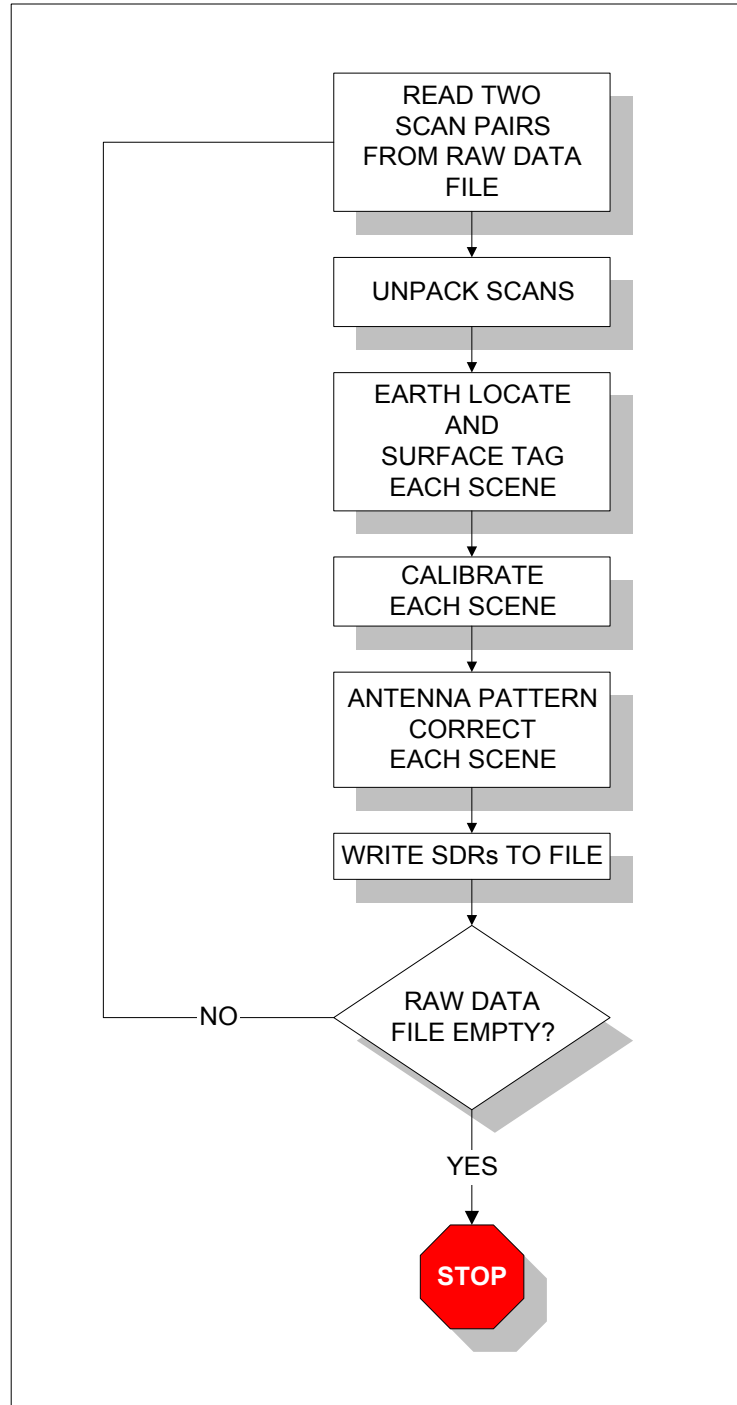 READ TWO
SCAN PAIRS
FROM RAW DATA
FILE
UNPACK SCANS
EARTH LOCATE
AND
SURFACE TAG
EACH SCENE
CALIBRATE
EACH SCENE
ANTENNA PATTERN
CORRECT
EACH SCENE
WRITE SDRs TO FILE
RAW DATA
FILE EMPTY?
NO
YES
STOP